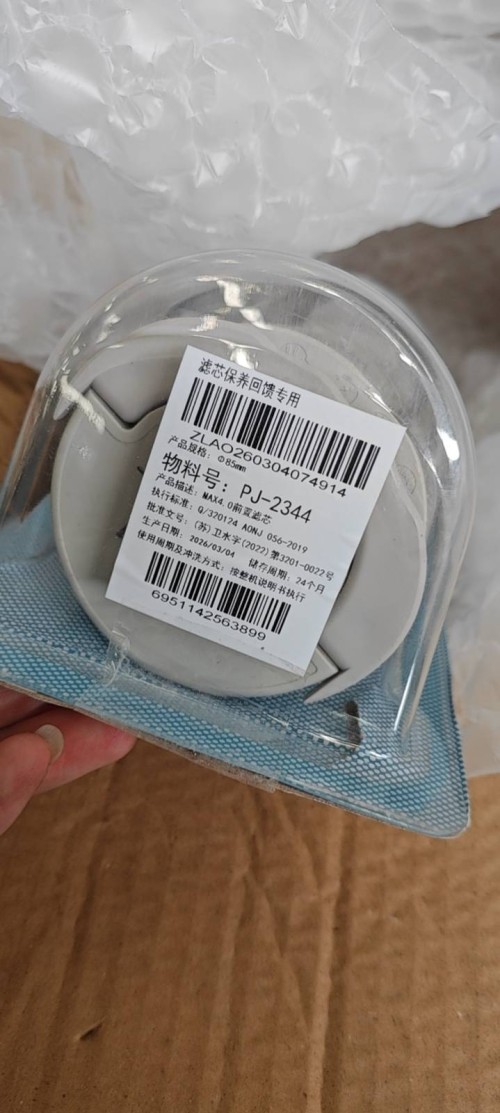 滤芯保养回馈专用
ZLAO260304074914
产品规格: Φ85mm
物料号: PJ-2344
产品描述: MAX4.0前置滤芯
执行标准: Q/320124 AONJ 056-2019
批准文号: (苏)卫水字(2022)第3201-0022号
生产日期: 2026/03/04 储存周期: 24个月
使用周期及冲洗方式: 按整机说明书执行
6951142563899